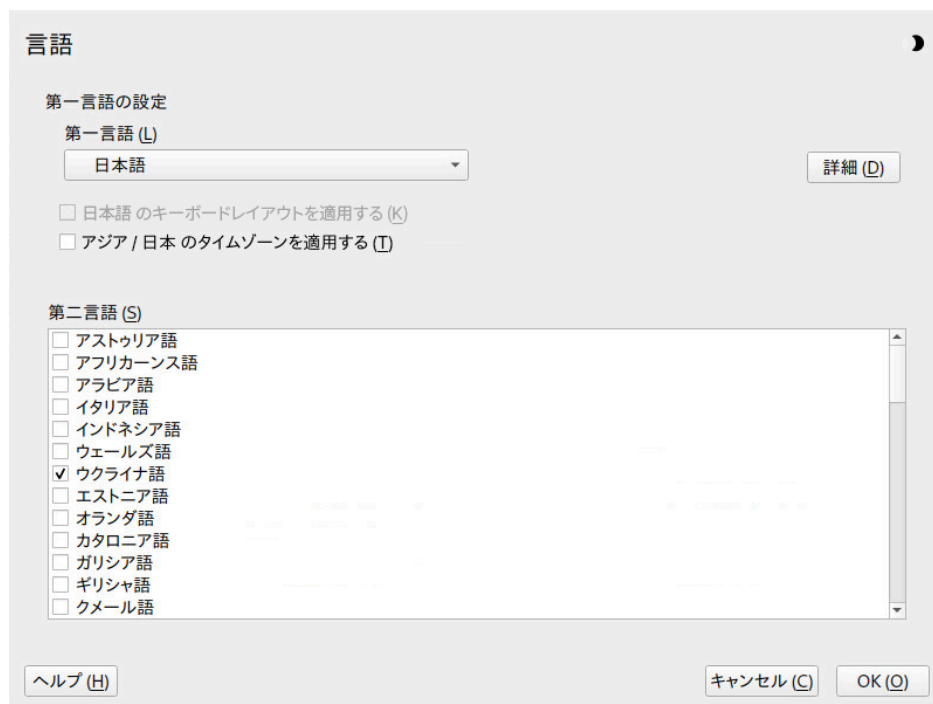 言語
第一言語の設定
第一言語 (L)
日本語
詳細 (D)
日本語 のキーボードレイアウトを適用する (K)
アジア / 日本 のタイムゾーンを適用する (T)
第二言語 (S)
アストゥリア語
アフリカーンス語
アラビア語
イタリア語
インドネシア語
ウェールズ語
ウクライナ語
エストニア語
オランダ語
カタロニア語
ガリシア語
ギリシャ語
クメール語
ヘルプ (H)
キャンセル (C)
OK (O)